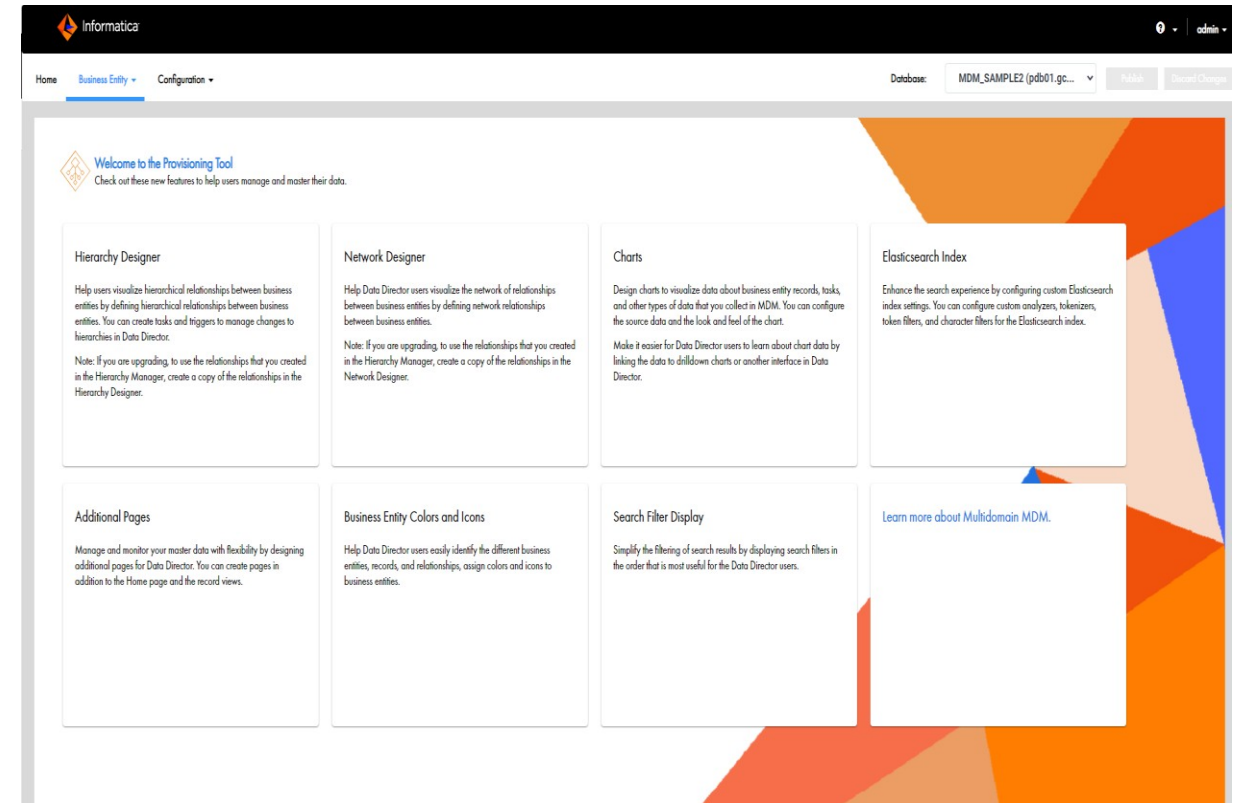 Informatica
admin
Home Business Entity Configuration Database: MDM_SAMPLE2 (pdb01.gc... Publish Discard Changes
Welcome to the Provisioning Tool
Check out these new features to help users manage and master their data.
Hierarchy Designer
Help users visualize hierarchical relationships between business
entities by defining hierarchical relationships between business
entities. You can create tasks and triggers to manage changes to
hierarchies in Data Director.
Note: If you are upgrading, to use the relationships that you created
in the Hierarchy Manager, create a copy of the relationships in the
Hierarchy Designer.
Network Designer
Help Data Director users visualize the network of relationships
between business entities by defining network relationships
between business entities.
Note: If you are upgrading, to use the relationships that you created
in the Hierarchy Manager, create a copy of the relationships in the
Network Designer.
Charts
Design charts to visualize data about business entity records, tasks,
and other types of data that you collect in MDM. You can configure
the source data and the look and feel of the chart.
Make it easier for Data Director users to learn about chart data by
linking the data to drilldown charts or another interface in Data
Director.
Elasticsearch Index
Enhance the search experience by configuring custom Elasticsearch
index settings. You can configure custom analyzers, tokenizers,
token filters, and character filters for the Elasticsearch index.
Additional Pages
Manage and monitor your master data with flexibility by designing
additional pages for Data Director. You can create pages in
addition to the Home page and the record views.
Business Entity Colors and Icons
Help Data Director users easily identify the different business
entities, records, and relationships, assign colors and icons to
business entities.
Search Filter Display
Simplify the filtering of search results by displaying search filters in
the order that is most useful for the Data Director users.
Learn more about Multidomain MDM.